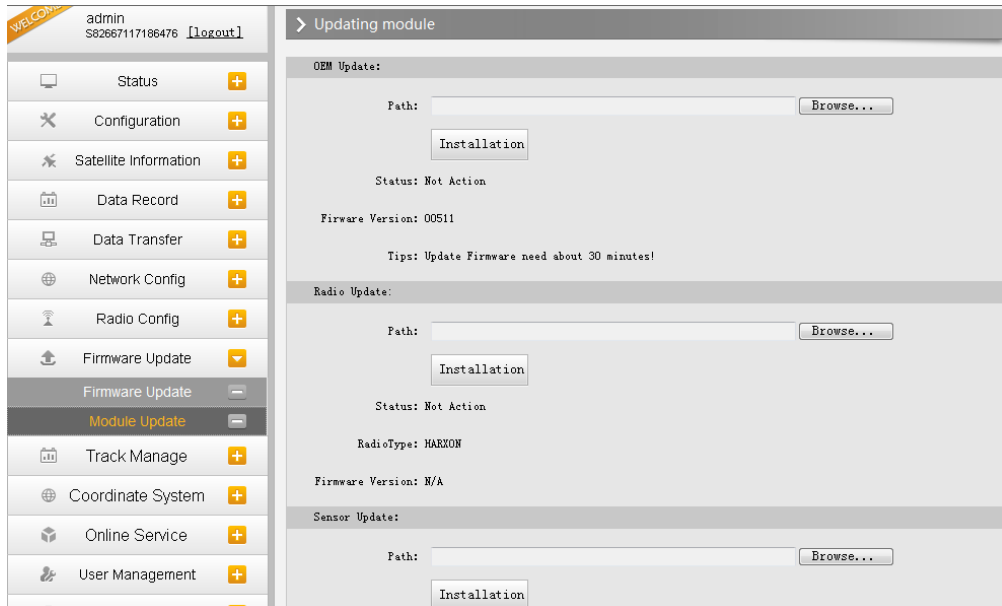 WELCOME
admin
S82667117186476 [logout]
Status
Configuration
Satellite Information
Data Record
Data Transfer
Network Config
Radio Config
Firmware Update
Firmware Update
Module Update
Track Manage
Coordinate System
Online Service
User Management
Updating module
OEM Update:
Path: Browse...
Installation
Status: Not Action
Firware Version: 00511
Tips: Update Firmware need about 30 minutes!
Radio Update:
Path: Browse...
Installation
Status: Not Action
RadioType: HARXON
Firmware Version: N/A
Sensor Update:
Path: Browse...
Installation